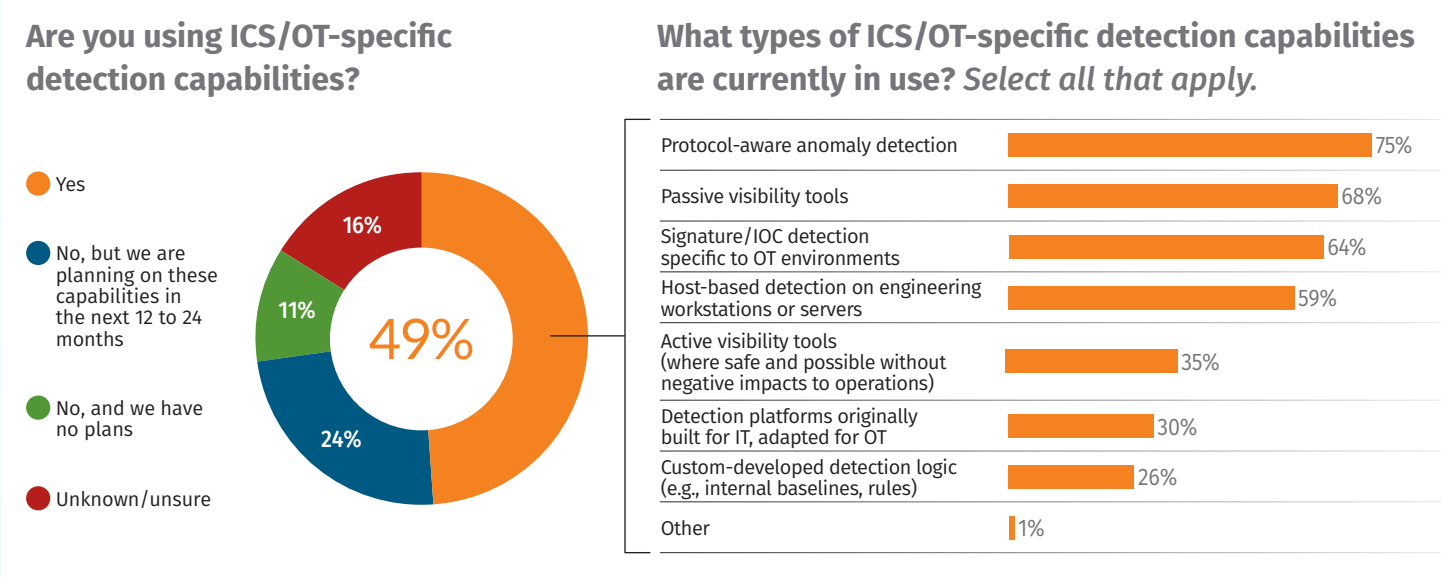 Are you using ICS/OT-specific
detection capabilities?
Yes
No, but we are
planning on these
capabilities in
the next 12 to 24
months
No, and we have
no plans
Unknown/unsure
16%
11%
49%
24%
What types of ICS/OT-specific detection capabilities
are currently in use? Select all that apply.
Protocol-aware anomaly detection
75%
Passive visibility tools
68%
Signature/IOC detection
specific to OT environments
64%
Host-based detection on engineering
workstations or servers
59%
Active visibility tools
(where safe and possible without
negative impacts to operations)
35%
Detection platforms originally
built for IT, adapted for OT
30%
Custom-developed detection logic
(e.g., internal baselines, rules)
26%
Other
1%